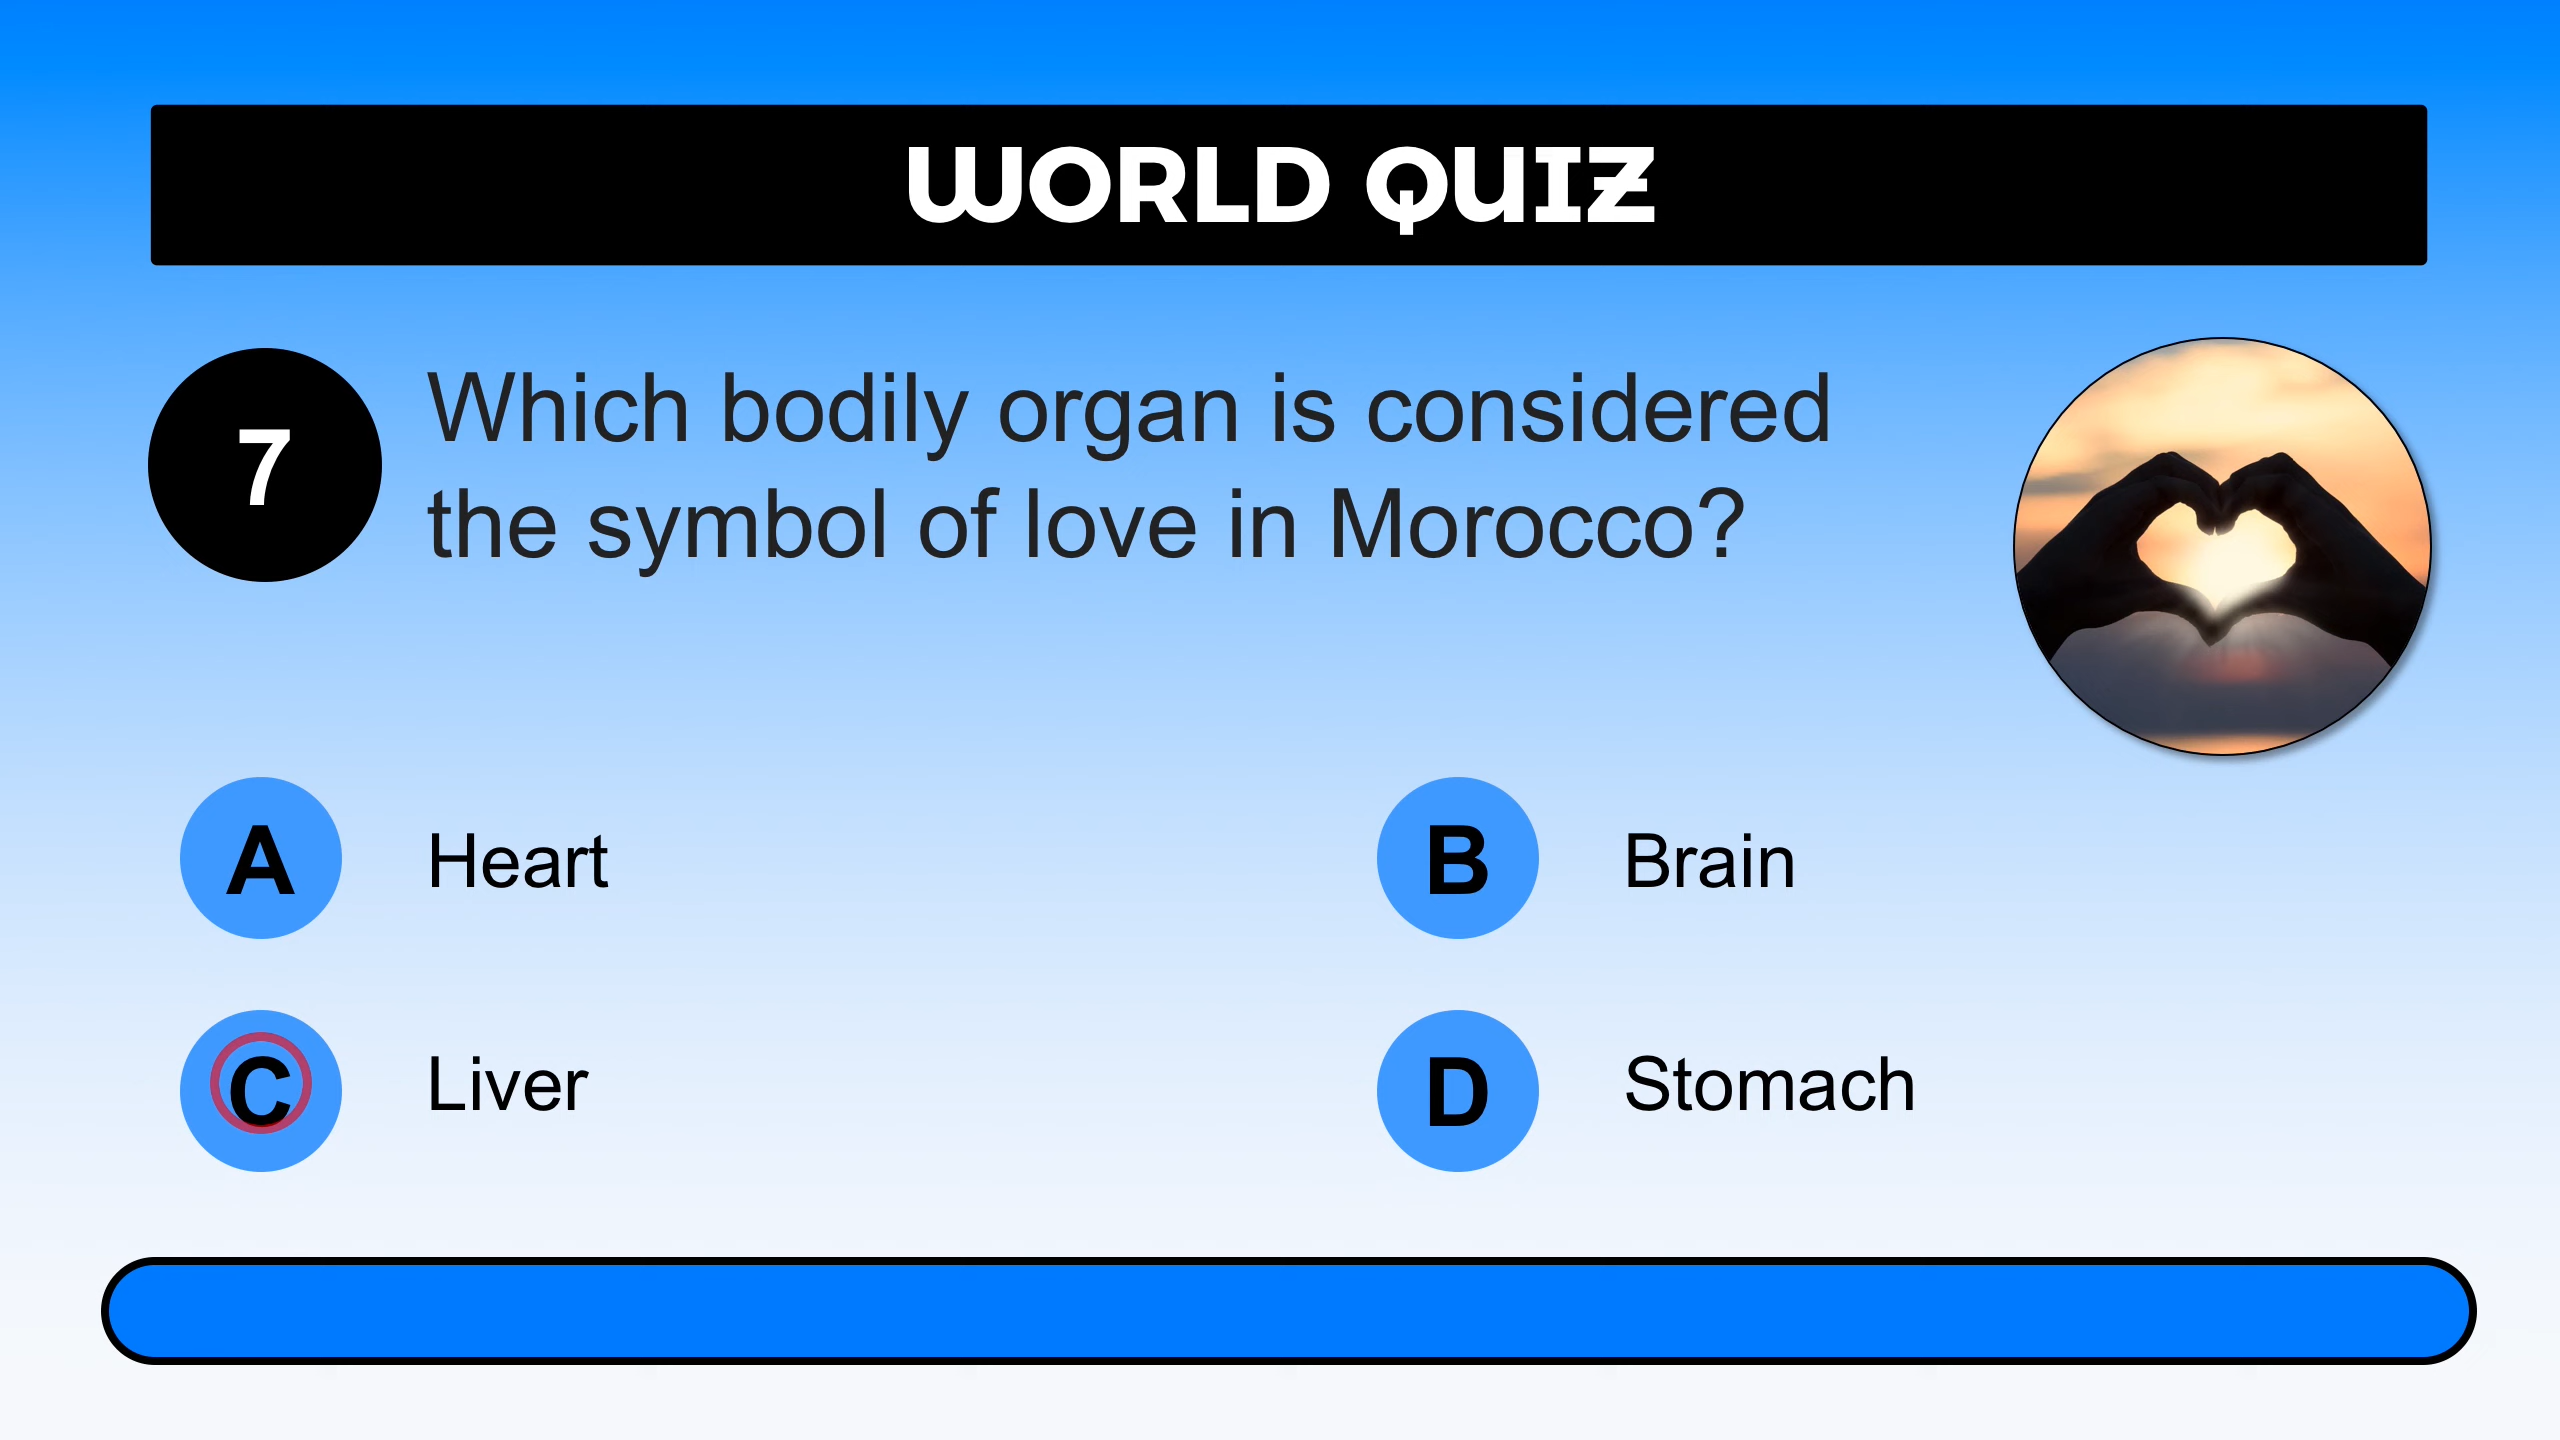 WORLD QUIZ
7
Which bodily organ is considered
the symbol of love in Morocco?
A Heart
B Brain
C Liver
D Stomach